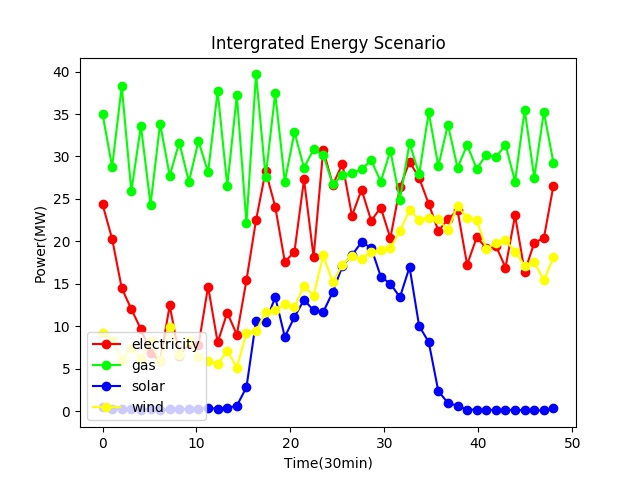 Intergrated Energy Scenario
Power(MW)
40
35
30
25
20
15
10
5
0
electricity
gas
solar
wind
0 10 20 30 40 50
Time(30min)